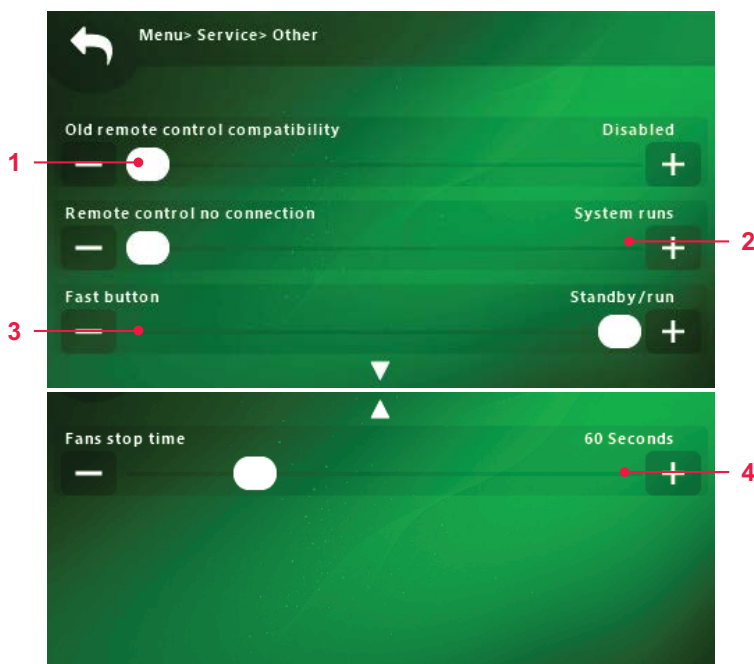 Menu> Service> Other
Old remote control compatibility Disabled
1
Remote control no connection System runs
2
Fast button Standby/run
3
Fans stop time 60 Seconds
4